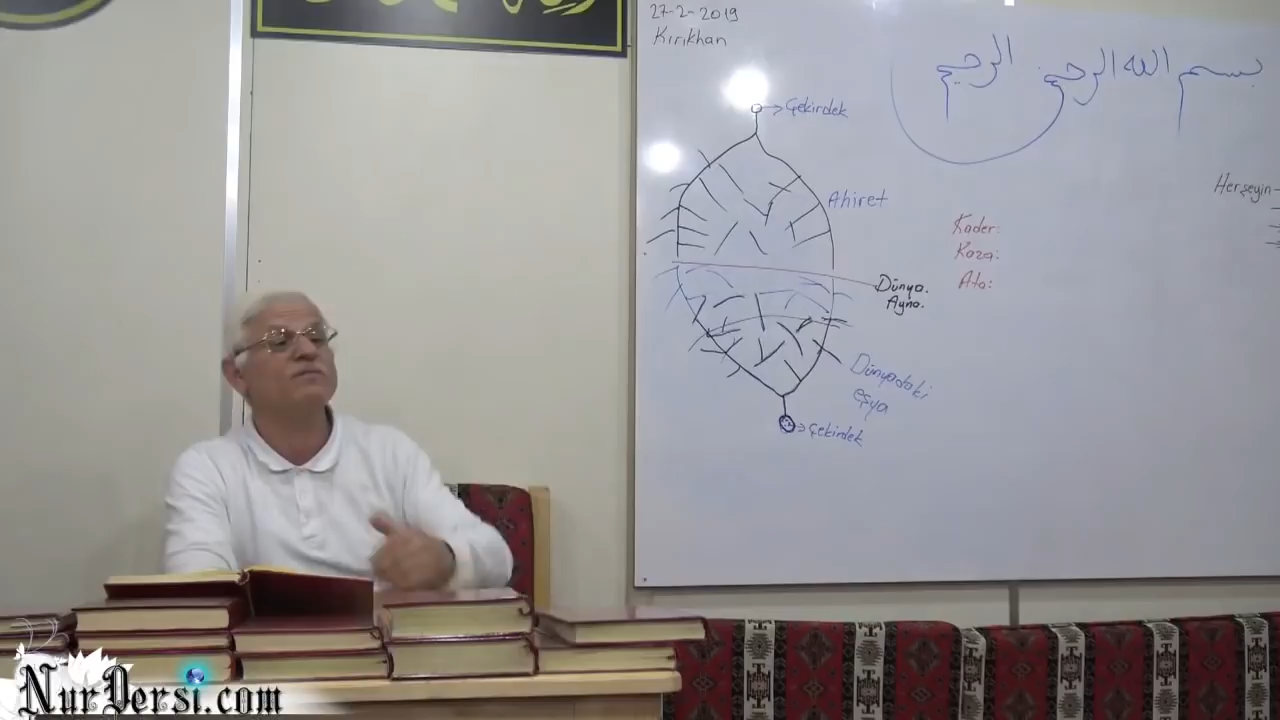 27-2-2019
Kırıkhan
بسم الله الرحمن الرحيم
Çekirdek
Ahiret
Herşeyin
Kader:
Kaza:
Ata:
Dünya.
Ayna.
Dünyadaki
eşya
Çekirdek
NurDersi.com